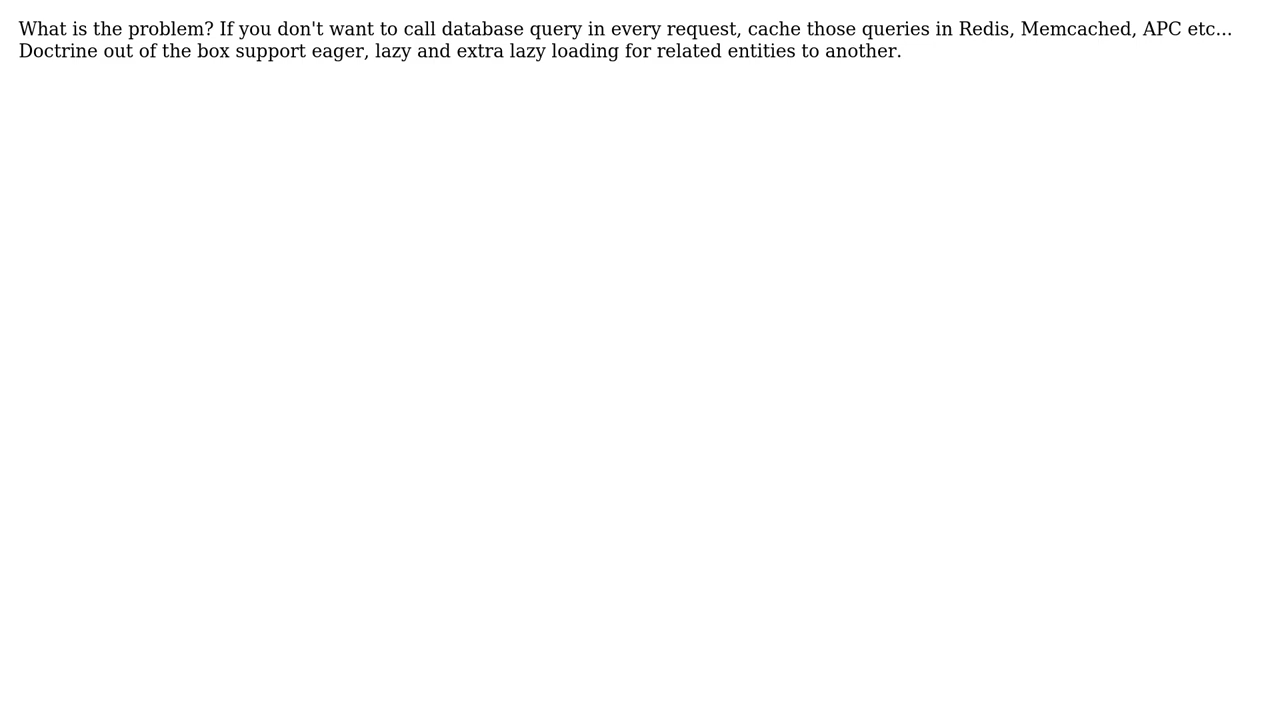 What is the problem? If you don't want to call database query in every request, cache those queries in Redis, Memcached, APC etc...
Doctrine out of the box support eager, lazy and extra lazy loading for related entities to another.